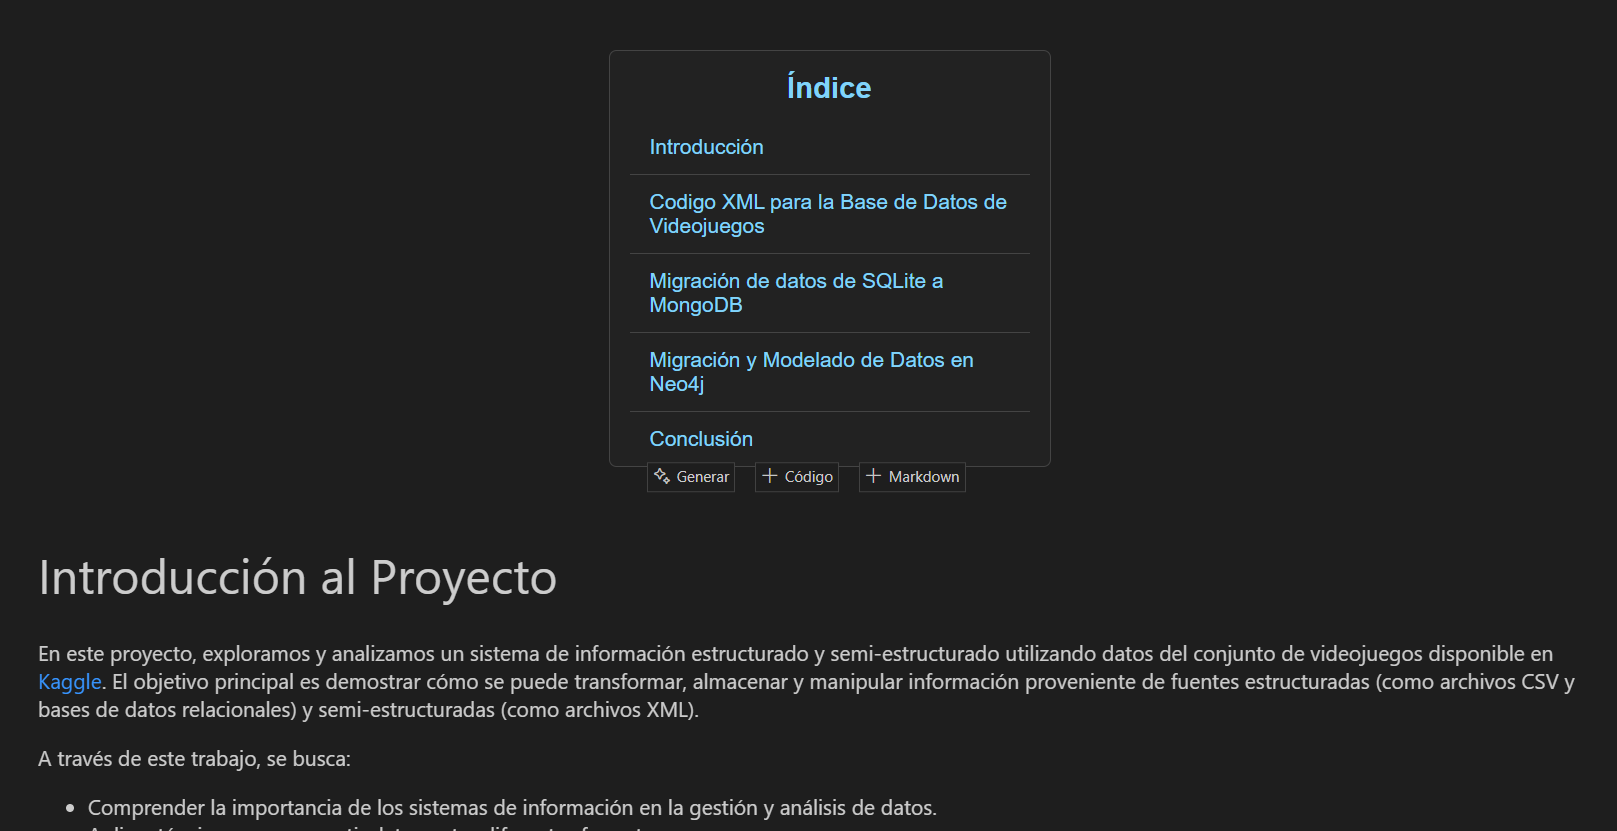 Índice
Introducción
Codigo XML para la Base de Datos de
Videojuegos
Migración de datos de SQLite a
MongoDB
Migración y Modelado de Datos en
Neo4j
Conclusión
Generar
Código
Markdown
Introducción al Proyecto
En este proyecto, exploramos y analizamos un sistema de información estructurado y semi-estructurado utilizando datos del conjunto de videojuegos disponible en
Kaggle. El objetivo principal es demostrar cómo se puede transformar, almacenar y manipular información proveniente de fuentes estructuradas (como archivos CSV y
bases de datos relacionales) y semi-estructuradas (como archivos XML).
A través de este trabajo, se busca:
Comprender la importancia de los sistemas de información en la gestión y análisis de datos.